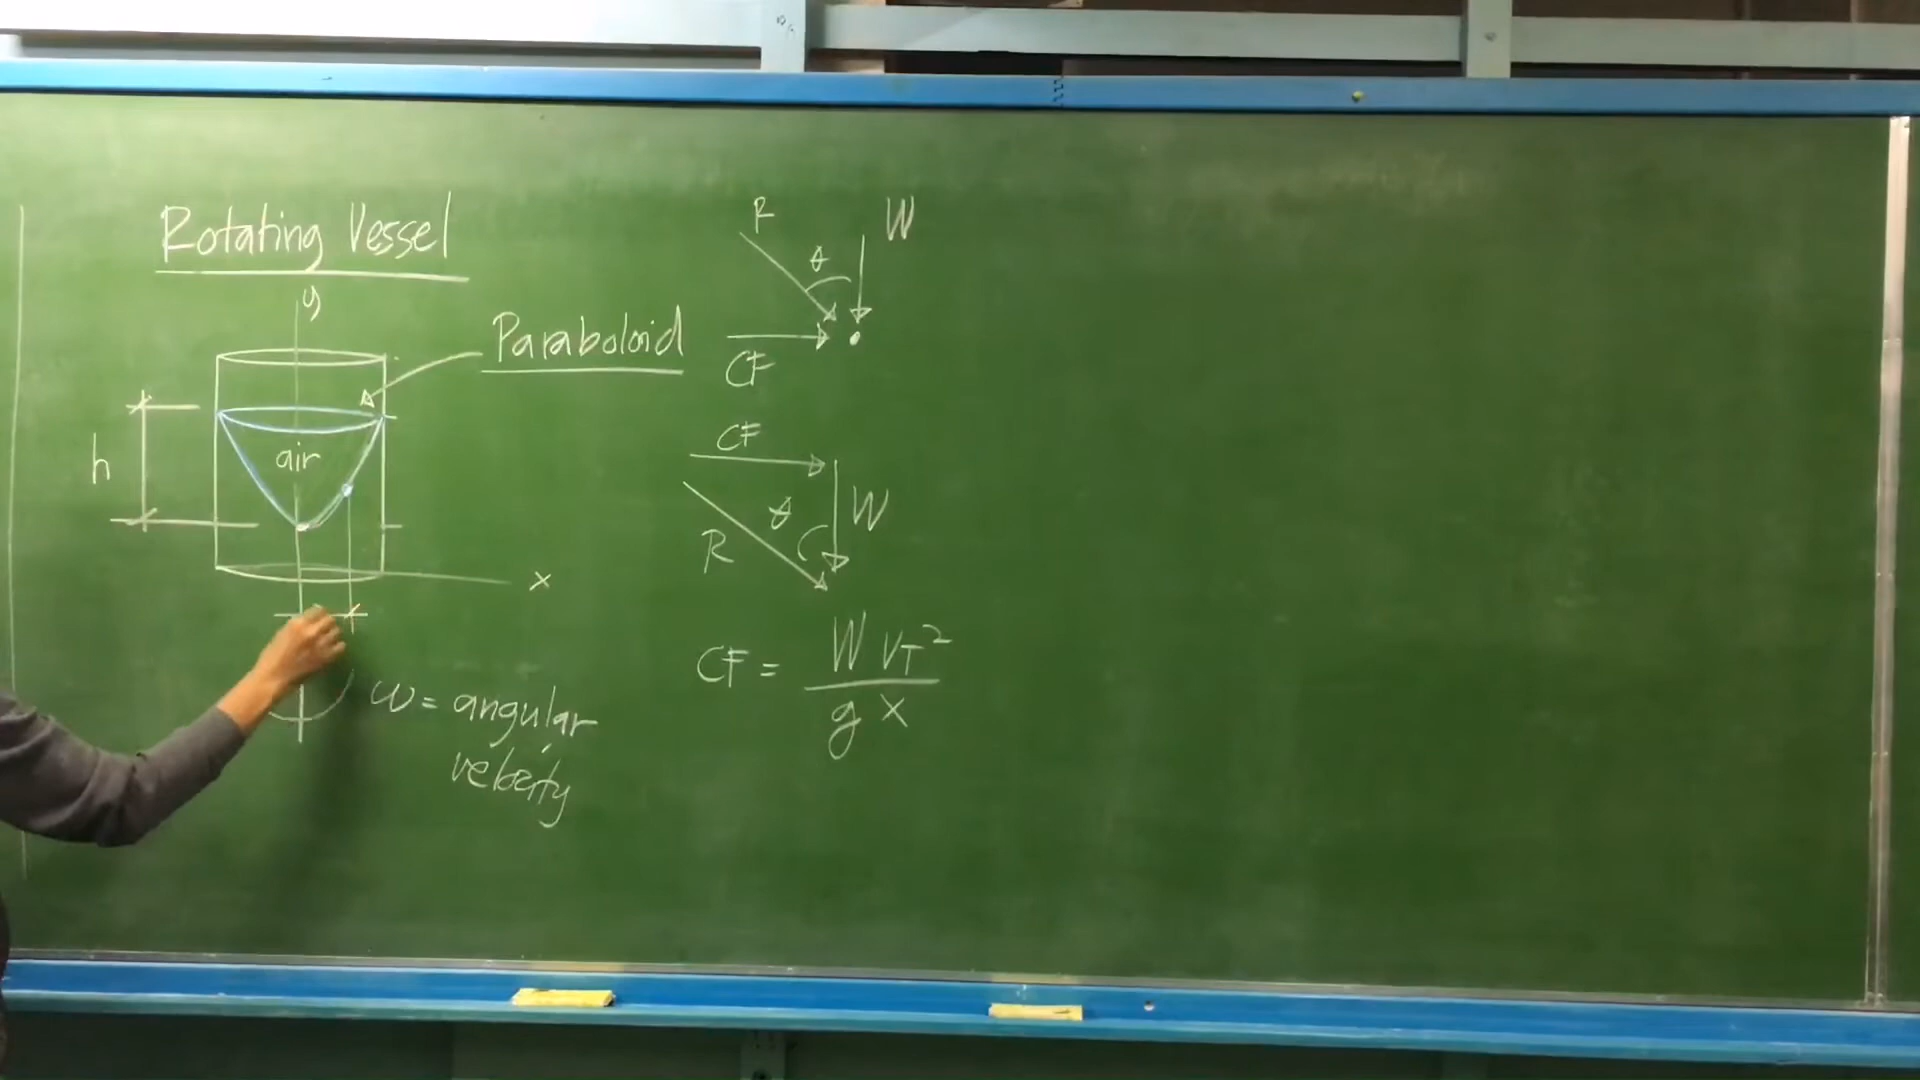 Rotating Vessel
y
Paraboloid
h
air
x
ω = angular
velocity
R
θ
W
CF
CF
θ
W
R
CF = W VT²
g x